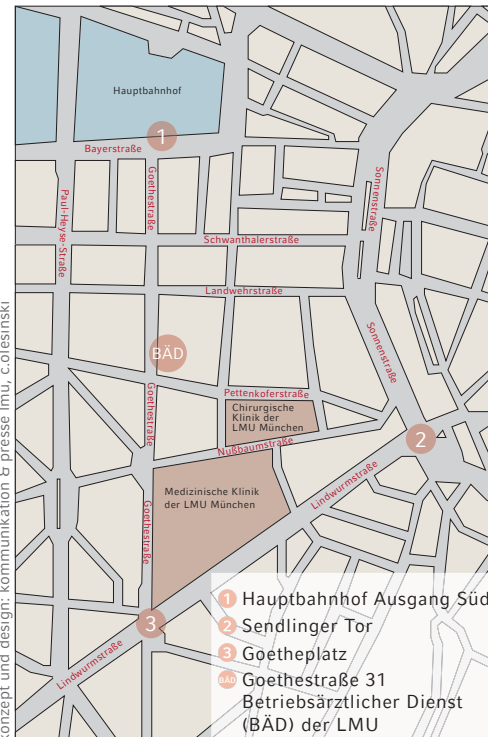 Hauptbahnhof
1
Bayerstraße
Goethestraße
Paul-Heyse-Straße
Sonnenstraße
Schwanthalerstraße
Landwehrstraße
Sonnenstraße
BÄD
Goethestraße
Pettenkoferstraße
Chirurgische
Klinik der
LMU München
2
Nußbaumstraße
Lindwurmstraße
Medizinische Klinik
der LMU München
Goethestraße
3
Lindwurmstraße
1 Hauptbahnhof Ausgang Süd
2 Sendlinger Tor
3 Goetheplatz
BÄD Goethestraße 31
Betriebsärztlicher Dienst
(BÄD) der LMU
konzept und design: kommunikation & presse lmu, c.olesinski